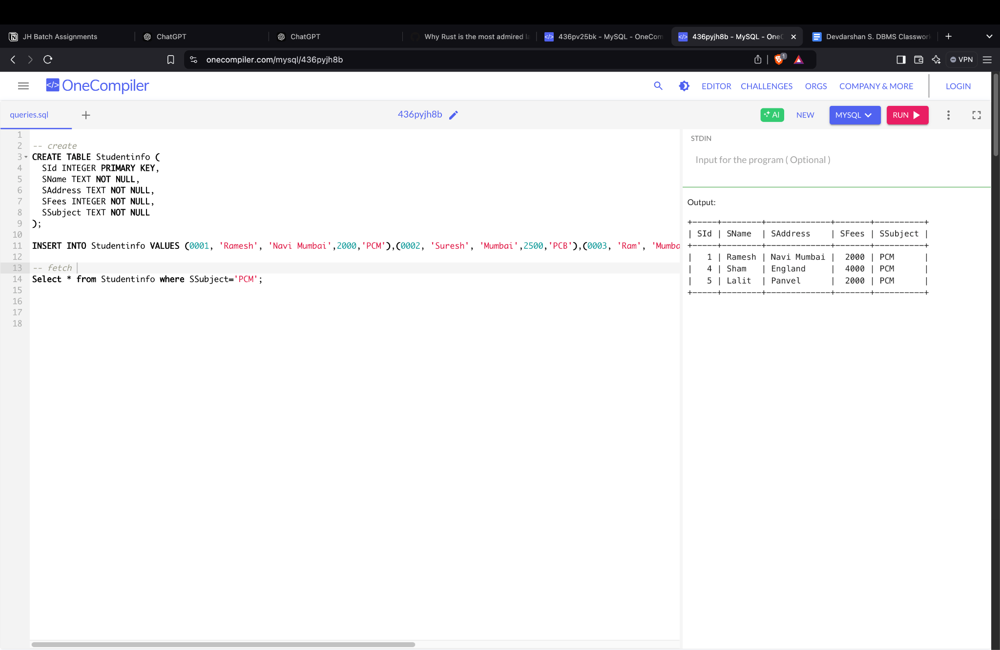 JH Batch Assignments
ChatGPT
ChatGPT
Why Rust is the most admired la
436pv25bk - MySQL - OneCom
436pyjh8b - MySQL - OneC
Devdarshan S. DBMS Classwor
onecompiler.com/mysql/436pyjh8b
1
VPN
</> OneCompiler
EDITOR CHALLENGES ORGS COMPANY & MORE LOGIN
queries.sql
436pyjh8b
AI NEW MYSQL RUN
1
2 -- create
3 CREATE TABLE Studentinfo (
4 SId INTEGER PRIMARY KEY,
5 SName TEXT NOT NULL,
6 SAddress TEXT NOT NULL,
7 SFees INTEGER NOT NULL,
8 SSubject TEXT NOT NULL
9 );
10
11 INSERT INTO Studentinfo VALUES (0001, 'Ramesh', 'Navi Mumbai',2000,'PCM'),(0002, 'Suresh', 'Mumbai',2500,'PCB'),(0003, 'Ram', 'Mumba
12
13 -- fetch
14 Select * from Studentinfo where SSubject='PCM';
15
16
17
18
STDIN
Input for the program ( Optional )
Output:
+-----+--------+-------------+-------+----------+
| SId | SName  | SAddress    | SFees | SSubject |
+-----+--------+-------------+-------+----------+
|   1 | Ramesh | Navi Mumbai |  2000 | PCM      |
|   4 | Sham   | England     |  4000 | PCM      |
|   5 | Lalit  | Panvel      |  2000 | PCM      |
+-----+--------+-------------+-------+----------+